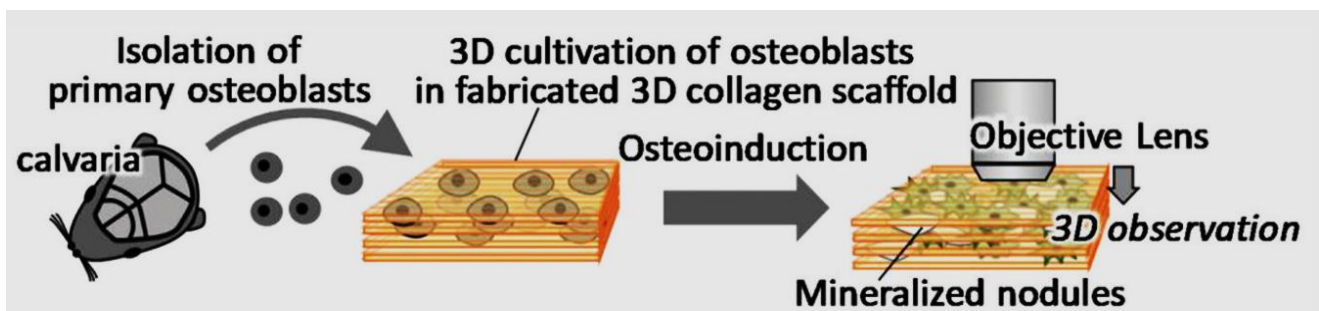 Isolation of
primary osteoblasts
calvaria
3D cultivation of osteoblasts
in fabricated 3D collagen scaffold
Osteoinduction
Objective Lens
3D observation
Mineralized nodules